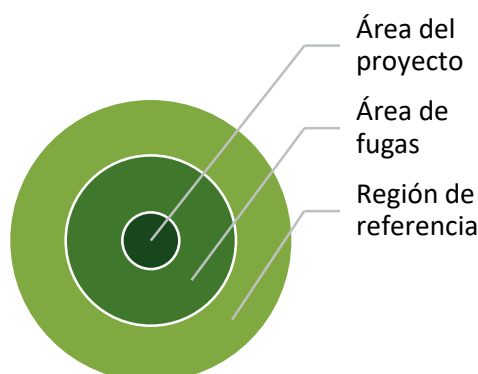 Área del
proyecto
Área de
fugas
Región de
referencia